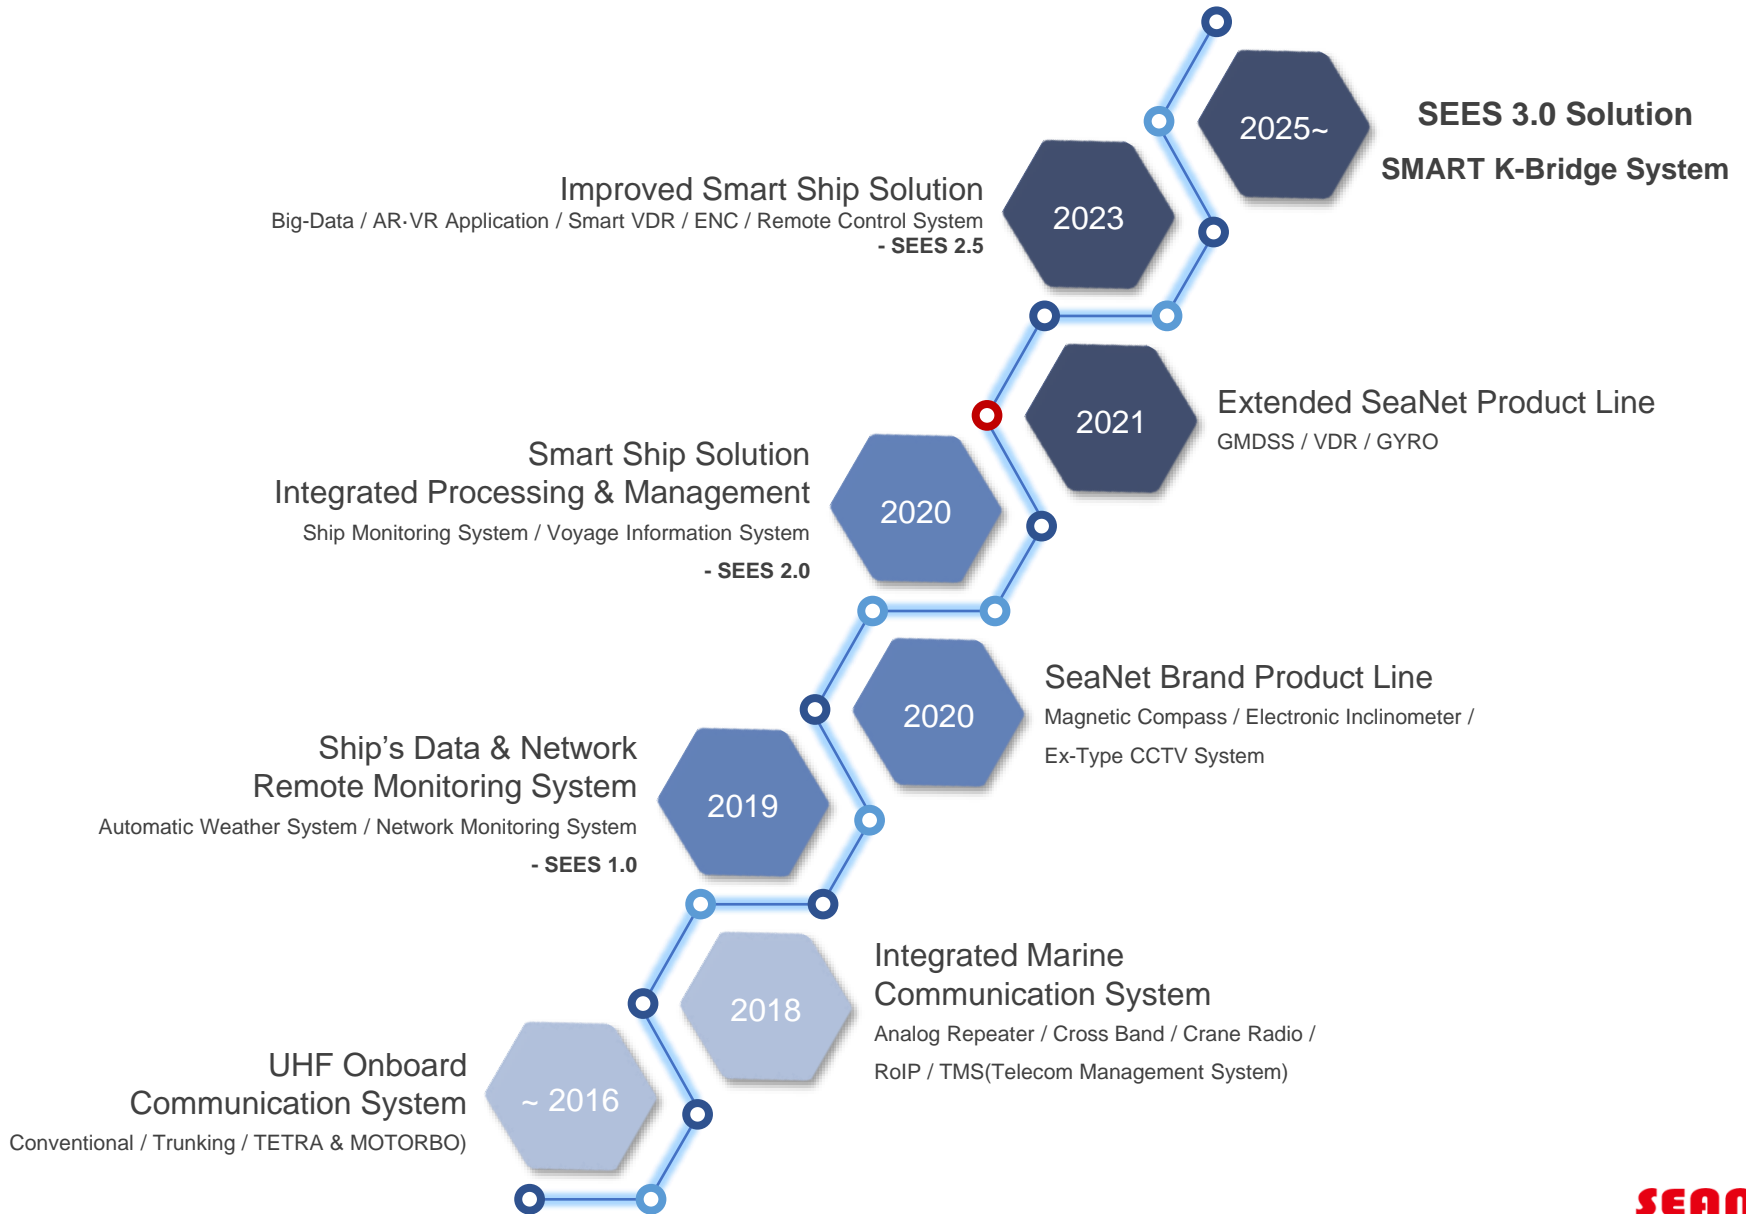 2025~
SEES 3.0 Solution
SMART K-Bridge System
Improved Smart Ship Solution
Big-Data / AR·VR Application / Smart VDR / ENC / Remote Control System
- SEES 2.5
2023
2021
Extended SeaNet Product Line
GMDSS / VDR / GYRO
Smart Ship Solution
Integrated Processing & Management
Ship Monitoring System / Voyage Information System
- SEES 2.0
2020
2020
SeaNet Brand Product Line
Magnetic Compass / Electronic Inclinometer /
Ex-Type CCTV System
Ship’s Data & Network
Remote Monitoring System
Automatic Weather System / Network Monitoring System
- SEES 1.0
2019
2018
Integrated Marine
Communication System
Analog Repeater / Cross Band / Crane Radio /
RoIP / TMS(Telecom Management System)
UHF Onboard
Communication System
Conventional / Trunking / TETRA & MOTORBO)
~ 2016